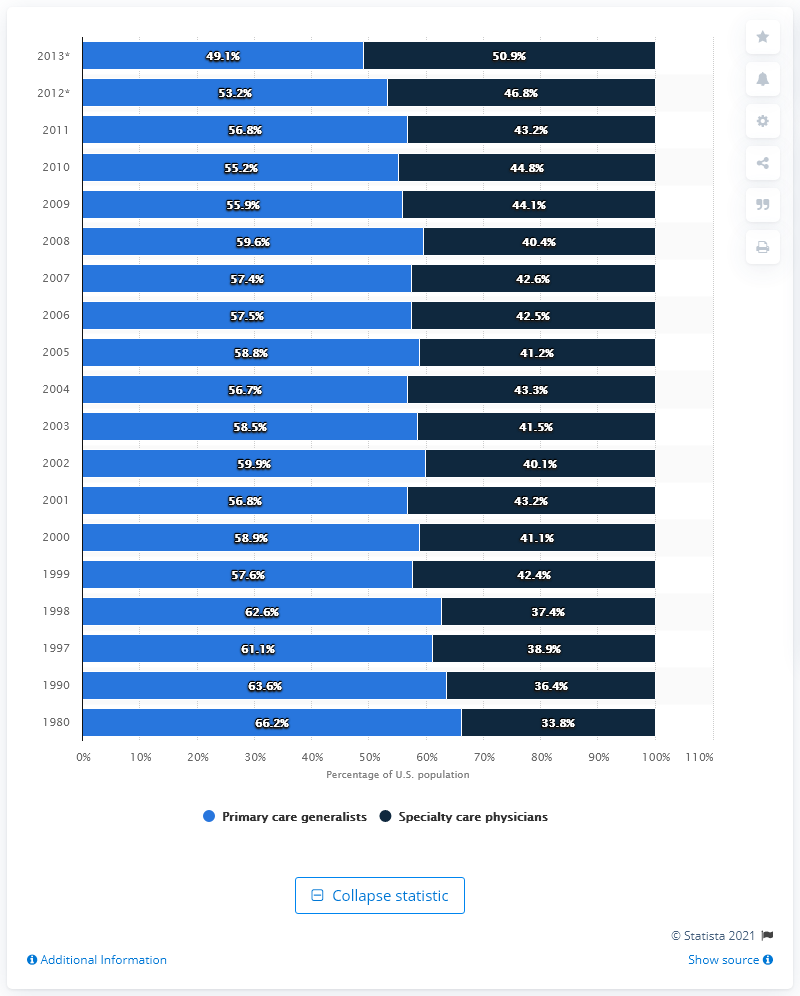 2013* 49.1% 50.9%
2012* 53.2% 46.8%
2011 56.8% 43.2%
2010 55.2% 44.8%
2009 55.9% 44.1%
2008 59.6% 40.4%
2007 57.4% 42.6%
2006 57.5% 42.5%
2005 58.8% 41.2%
2004 56.7% 43.3%
2003 58.5% 41.5%
2002 59.9% 40.1%
2001 56.8% 43.2%
2000 58.9% 41.1%
1999 57.6% 42.4%
1998 62.6% 37.4%
1997 61.1% 38.9%
1990 63.6% 36.4%
1980 66.2% 33.8%
0% 10% 20% 30% 40% 50% 60% 70% 80% 90% 100% 110%
Percentage of U.S. population
Primary care generalists Specialty care physicians
Collapse statistic
© Statista 2021
Additional Information Show source